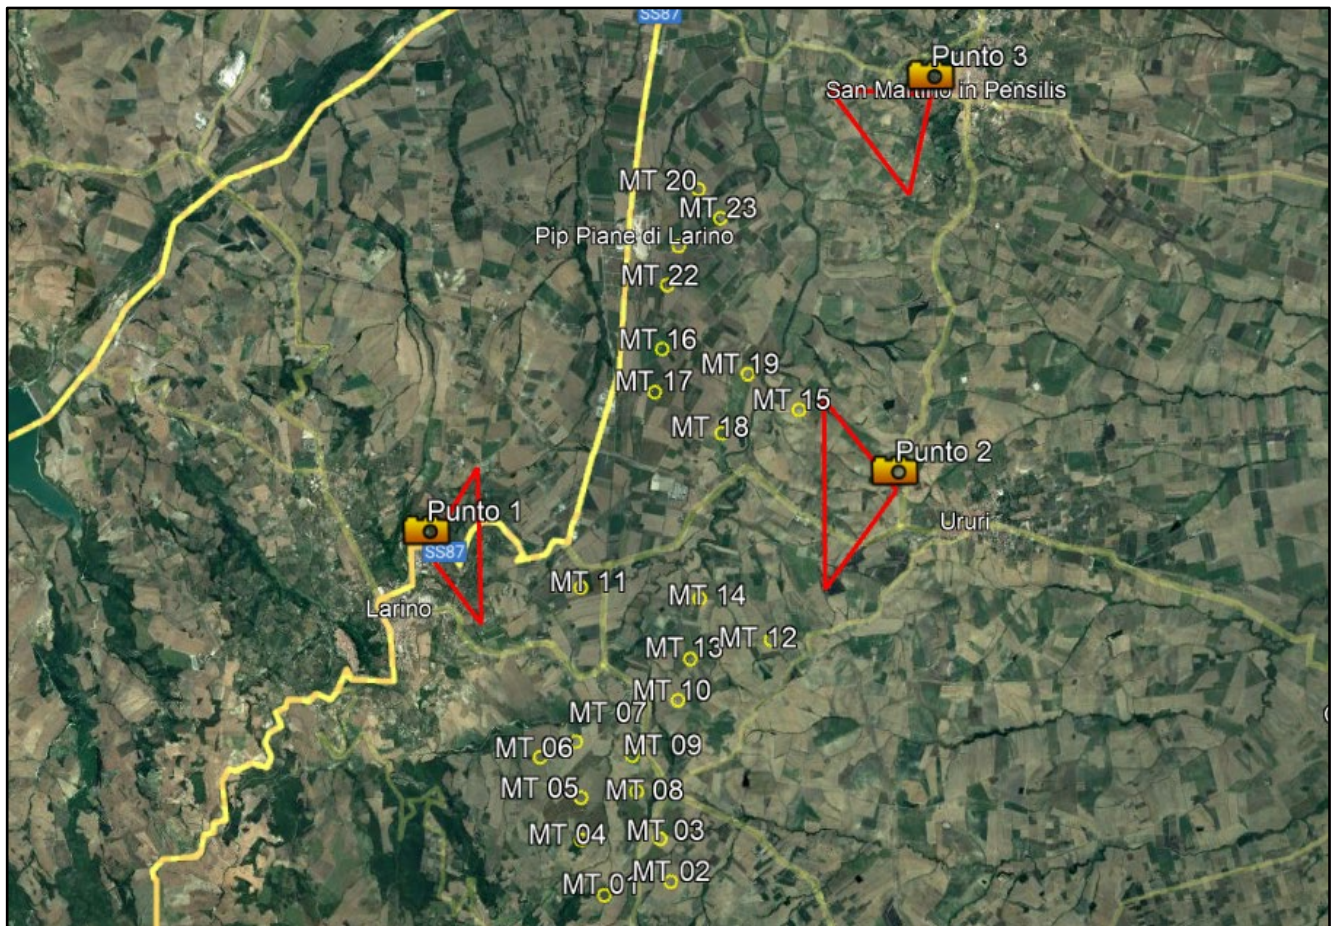 SS87
Punto 3
San Martino in Pensilis
MT 20
MT 23
Pip Piane di Larino
MT 22
MT 16
MT 19
MT 17
MT 15
MT 18
Punto 2
Punto 1
Ururi
SS87
MT 11
MT 14
Larino
MT 12
MT 13
MT 10
MT 07
MT 06
MT 09
MT 05
MT 08
MT 04
MT 03
MT 01
MT 02